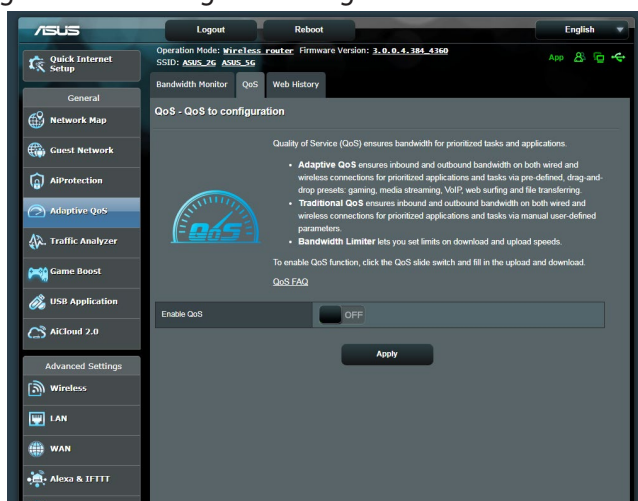 ASUS
Logout
Reboot
English
Quick Internet Setup
Operation Mode: Wireless router Firmware Version: 3.0.0.4.384_4360
SSID: ASUS_2G ASUS_5G
App
Bandwidth Monitor
QoS
Web History
General
Network Map
Guest Network
AiProtection
Adaptive QoS
Traffic Analyzer
Game Boost
USB Application
AiCloud 2.0
Advanced Settings
Wireless
LAN
WAN
Alexa & IFTTT
QoS - QoS to configuration
QoS
Quality of Service (QoS) ensures bandwidth for prioritized tasks and applications.
• Adaptive QoS ensures inbound and outbound bandwidth on both wired and
wireless connections for prioritized applications and tasks via pre-defined, drag-and-
drop presets: gaming, media streaming, VoIP, web surfing and file transferring.
• Traditional QoS ensures inbound and outbound bandwidth on both wired and
wireless connections for prioritized applications and tasks via manual user-defined
parameters.
• Bandwidth Limiter lets you set limits on download and upload speeds.
To enable QoS function, click the QoS slide switch and fill in the upload and download.
QoS FAQ
Enable QoS
OFF
Apply